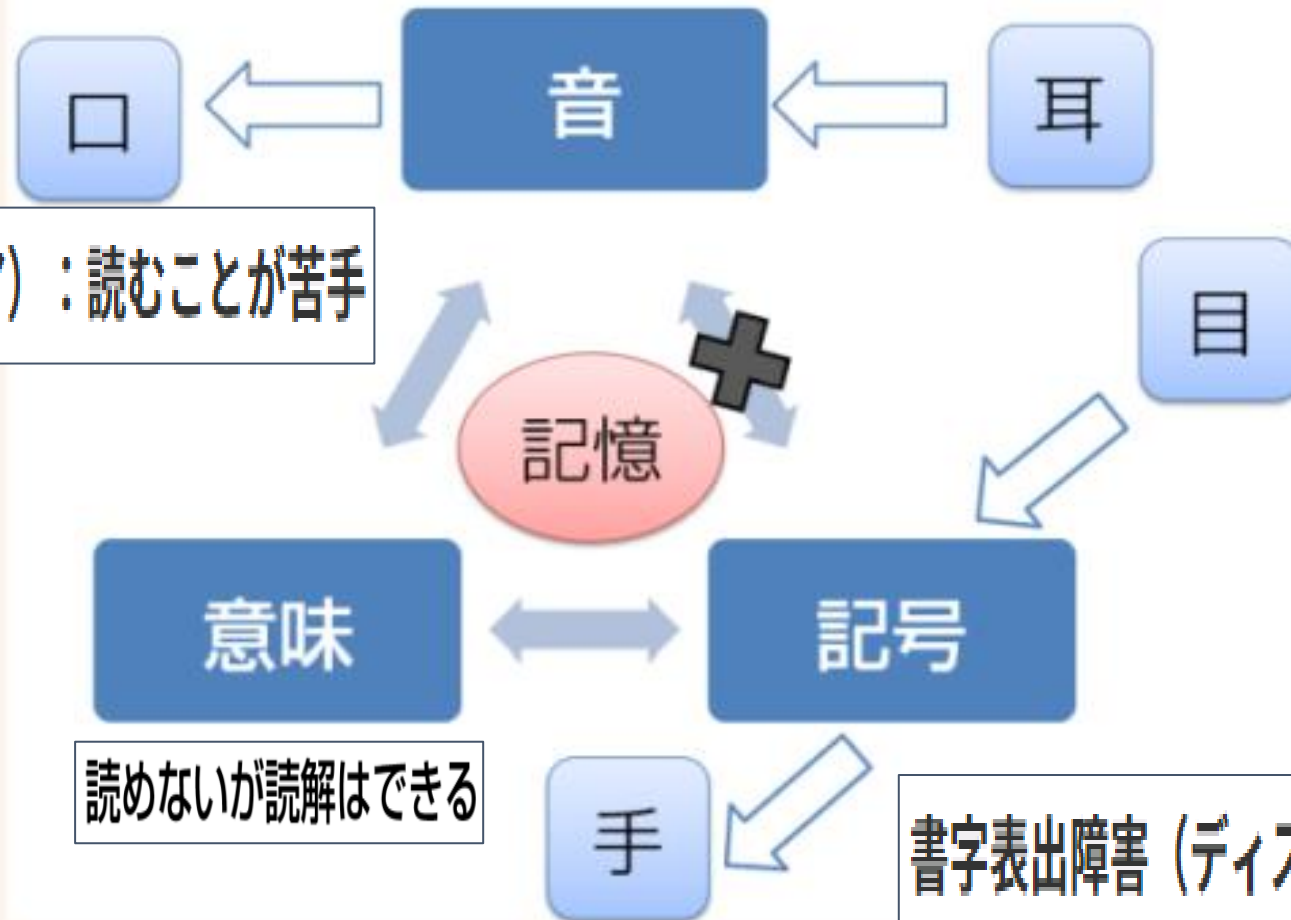 口
音
耳
）：読むことが苦手
目
記憶
意味
記号
読めないが読解はできる
手
書字表出障害（ディス